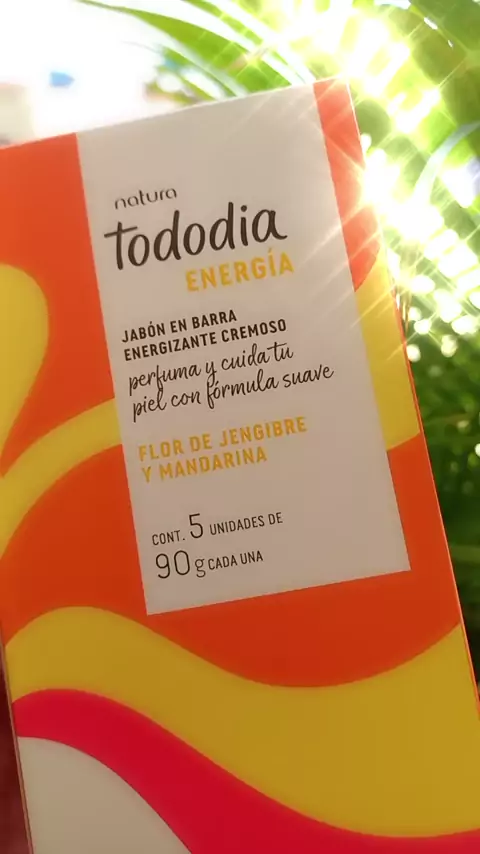 natura
tododia
ENERGÍA
JABÓN EN BARRA
ENERGIZANTE CREMOSO
perfuma y cuida tu
piel con fórmula suave
FLOR DE JENGIBRE
Y MANDARINA
CONT. 5 UNIDADES DE
90 g CADA UNA